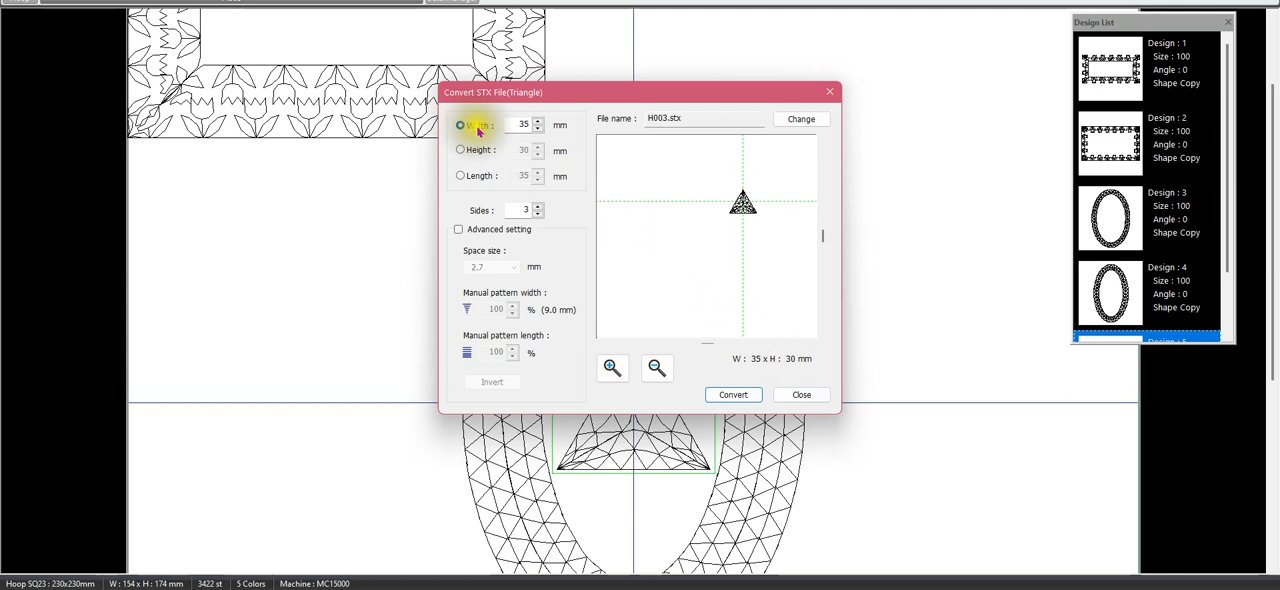 Design List
Design : 1
Size : 100
Angle : 0
Shape Copy
Design : 2
Size : 100
Angle : 0
Shape Copy
Design : 3
Size : 100
Angle : 0
Shape Copy
Design : 4
Size : 100
Angle : 0
Shape Copy
Convert STX File(Triangle)
Width : 35 mm
Height : 30 mm
Length : 35 mm
Sides : 3
Advanced setting
Space size :
2.7 mm
Manual pattern width :
100 % (9.0 mm)
Manual pattern length :
100 %
Invert
File name : H003.stx Change
W : 35 x H : 30 mm
Convert Close
Hoop SQ23 : 230x230mm W : 154 x H : 174 mm 3422 st 5 Colors Machine : MC15000